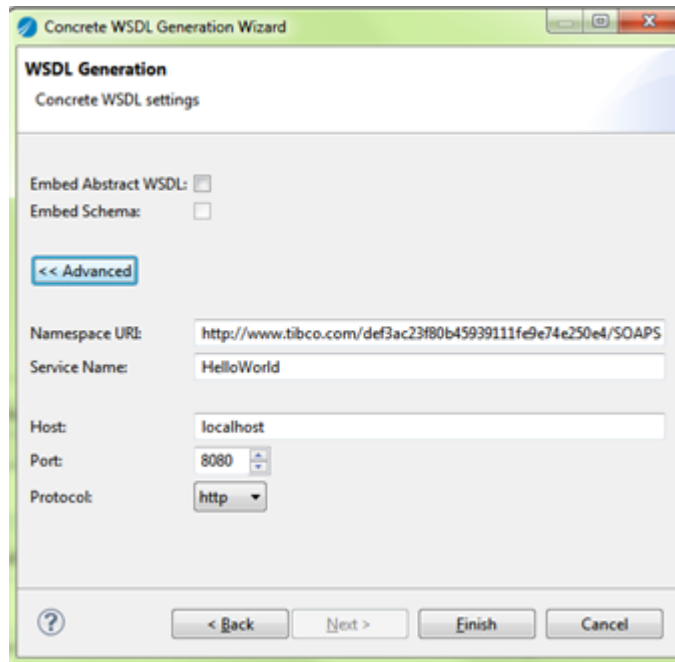 Concrete WSDL Generation Wizard
WSDL Generation
Concrete WSDL settings
Embed Abstract WSDL:
Embed Schema:
<< Advanced
Namespace URI: http://www.tibco.com/def3ac23f80b45939111fe9e74e250e4/SOAPS
Service Name: HelloWorld
Host: localhost
Port: 8080
Protocol: http
? < Back Next > Finish Cancel